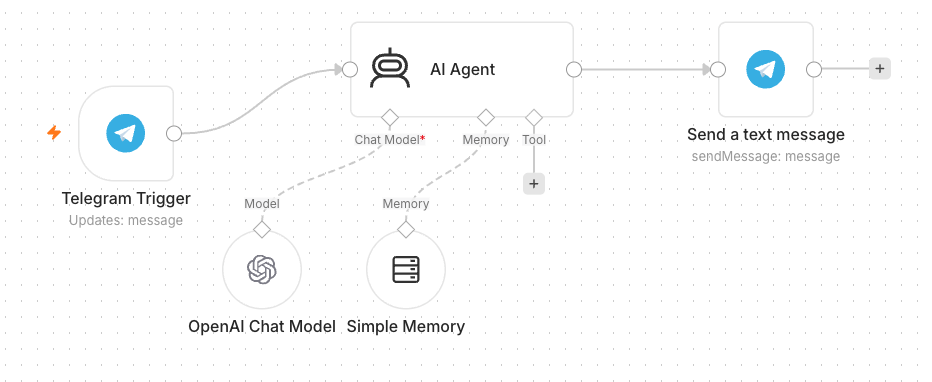 AI Agent
Chat Model*
Memory
Tool
Send a text message
sendMessage: message
Telegram Trigger
Updates: message
Model
Memory
OpenAI Chat Model
Simple Memory